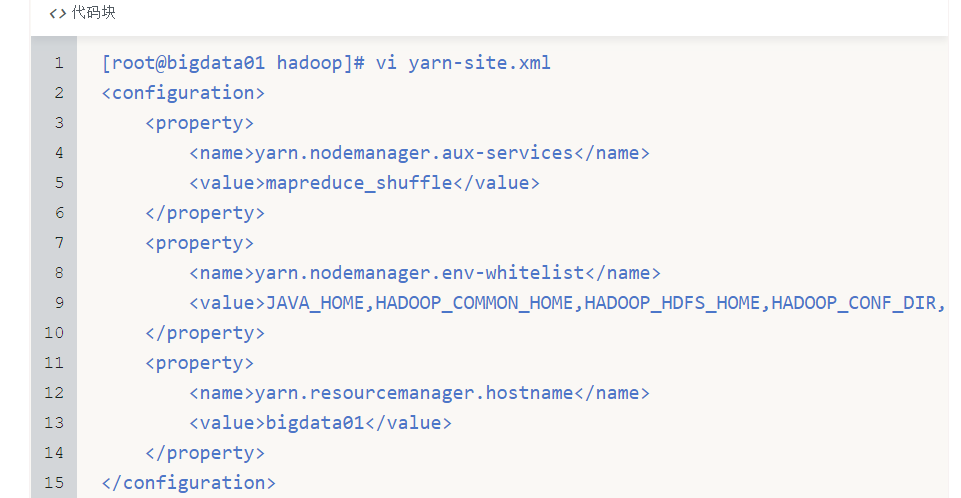 <> 代码块
1 [root@bigdata01 hadoop]# vi yarn-site.xml
2 <configuration>
3     <property>
4         <name>yarn.nodemanager.aux-services</name>
5         <value>mapreduce_shuffle</value>
6     </property>
7     <property>
8         <name>yarn.nodemanager.env-whitelist</name>
9         <value>JAVA_HOME,HADOOP_COMMON_HOME,HADOOP_HDFS_HOME,HADOOP_CONF_DIR,
10     </property>
11     <property>
12         <name>yarn.resourcemanager.hostname</name>
13         <value>bigdata01</value>
14     </property>
15 </configuration>